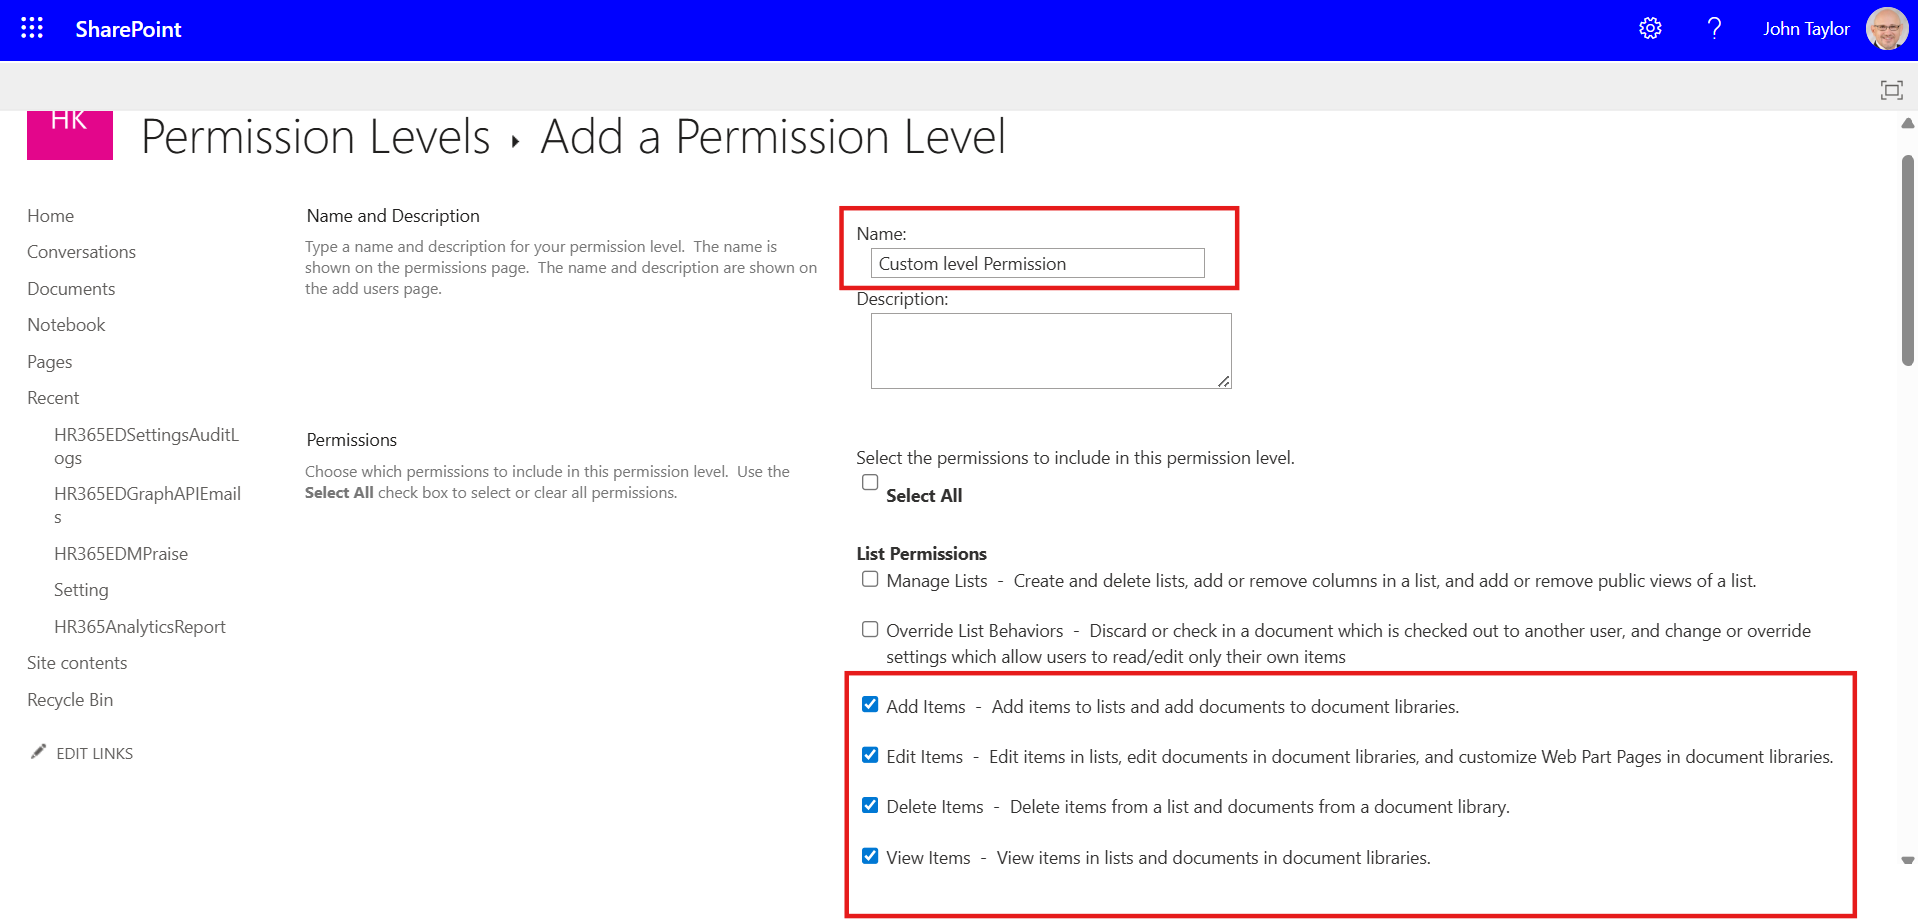 SharePoint
?
John Taylor
HK
Permission Levels ▸ Add a Permission Level
Home
Conversations
Documents
Notebook
Pages
Recent
HR365EDSettingsAuditL
ogs
HR365EDGraphAPIEmail
s
HR365EDMPraise
Setting
HR365AnalyticsReport
Site contents
Recycle Bin
EDIT LINKS
Name and Description
Type a name and description for your permission level.  The name is
shown on the permissions page.  The name and description are shown on
the add users page.
Name:
Custom level Permission
Description:
Permissions
Choose which permissions to include in this permission level.  Use the
Select All check box to select or clear all permissions.
Select the permissions to include in this permission level.
Select All
List Permissions
Manage Lists  -  Create and delete lists, add or remove columns in a list, and add or remove public views of a list.
Override List Behaviors  -  Discard or check in a document which is checked out to another user, and change or override
settings which allow users to read/edit only their own items
Add Items  -  Add items to lists and add documents to document libraries.
Edit Items  -  Edit items in lists, edit documents in document libraries, and customize Web Part Pages in document libraries.
Delete Items  -  Delete items from a list and documents from a document library.
View Items  -  View items in lists and documents in document libraries.